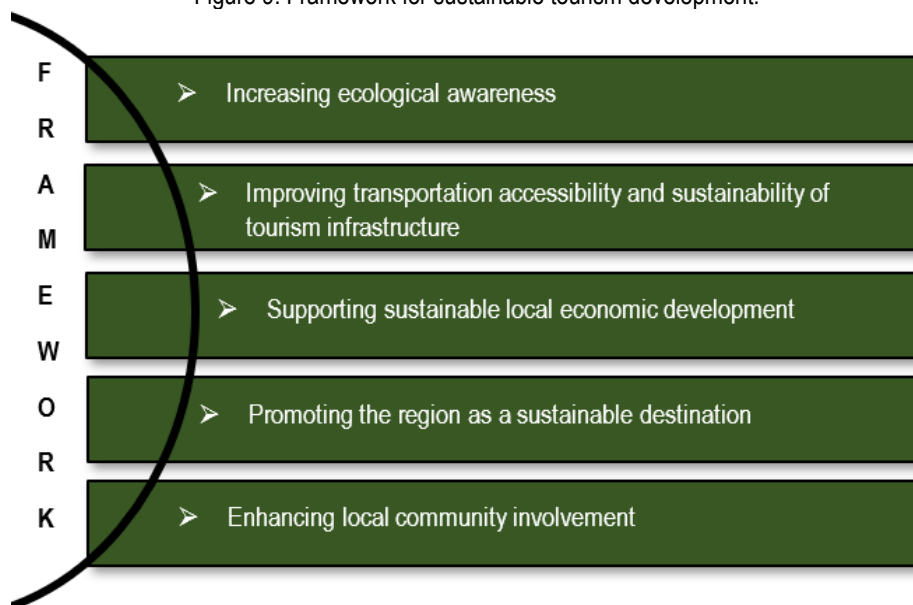 Figure 9. Framework for sustainable tourism development.
F
R
A
M
E
W
O
R
K
➢ Increasing ecological awareness
➢ Improving transportation accessibility and sustainability of
tourism infrastructure
➢ Supporting sustainable local economic development
➢ Promoting the region as a sustainable destination
➢ Enhancing local community involvement